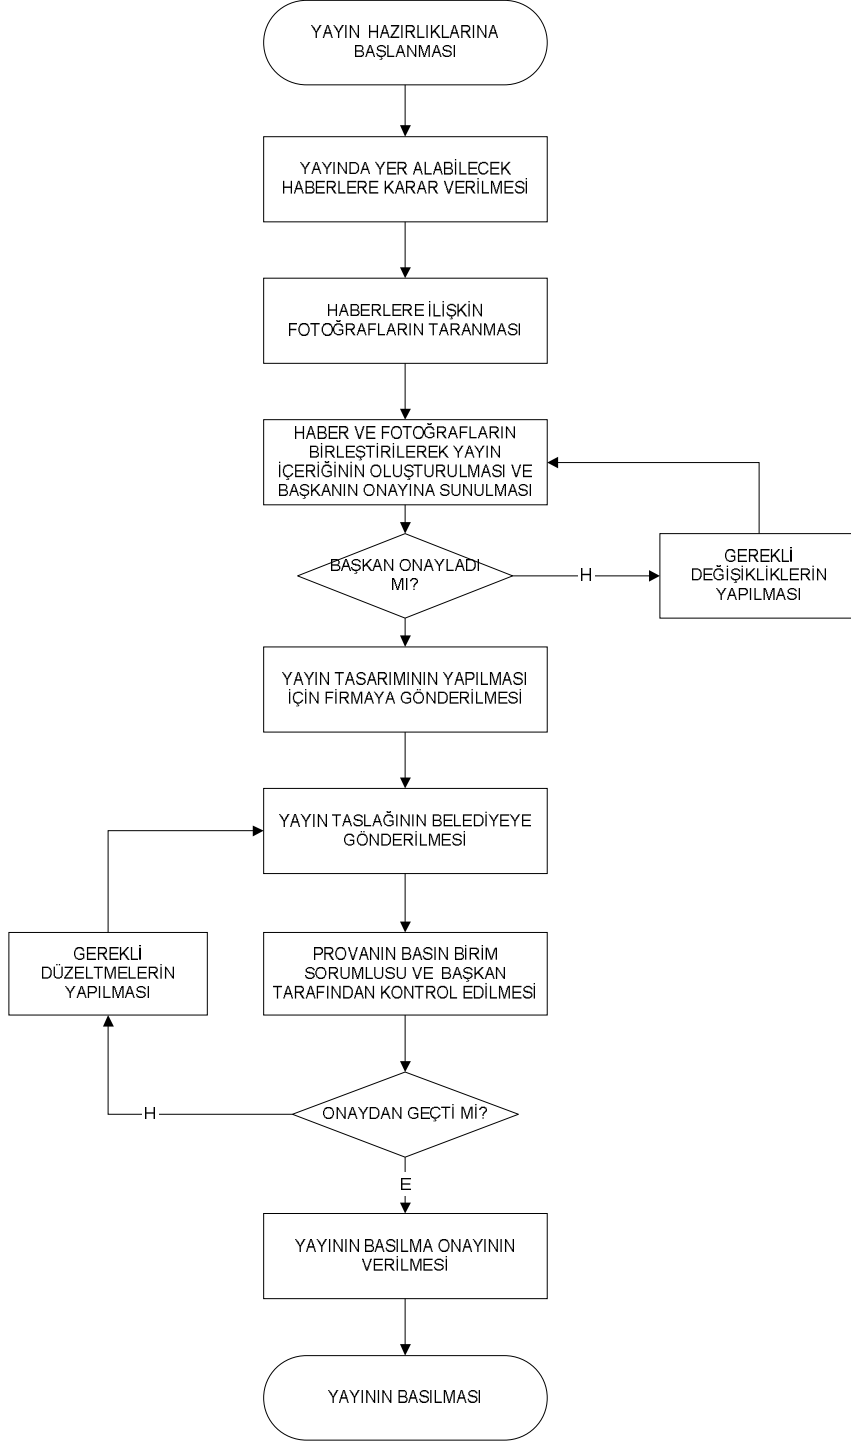 YAYIN HAZIRLIKLARINA
BAŞLANMASI
YAYINDA YER ALABİLECEK
HABERLERE KARAR VERİLMESİ
HABERLERE İLİŞKİN
FOTOĞRAFLARIN TARANMASI
HABER VE FOTOĞRAFLARIN
BİRLEŞTİRİLEREK YAYIN
İÇERİĞİNİN OLUŞTURULMASI VE
BAŞKANIN ONAYINA SUNULMASI
BAŞKAN ONAYLADI
MI?
H
GEREKLİ
DEĞİŞİKLİKLERİN
YAPILMASI
YAYIN TASARIMININ YAPILMASI
İÇİN FİRMAYA GÖNDERİLMESİ
YAYIN TASLAĞININ BELEDİYEYE
GÖNDERİLMESİ
GEREKLİ
DÜZELTMELERİN
YAPILMASI
PROVANIN BASIN BİRİM
SORUMLUSU VE BAŞKAN
TARAFINDAN KONTROL EDİLMESİ
ONAYDAN GEÇTİ Mİ?
H
E
YAYININ BASILMA ONAYININ
VERİLMESİ
YAYININ BASILMASI